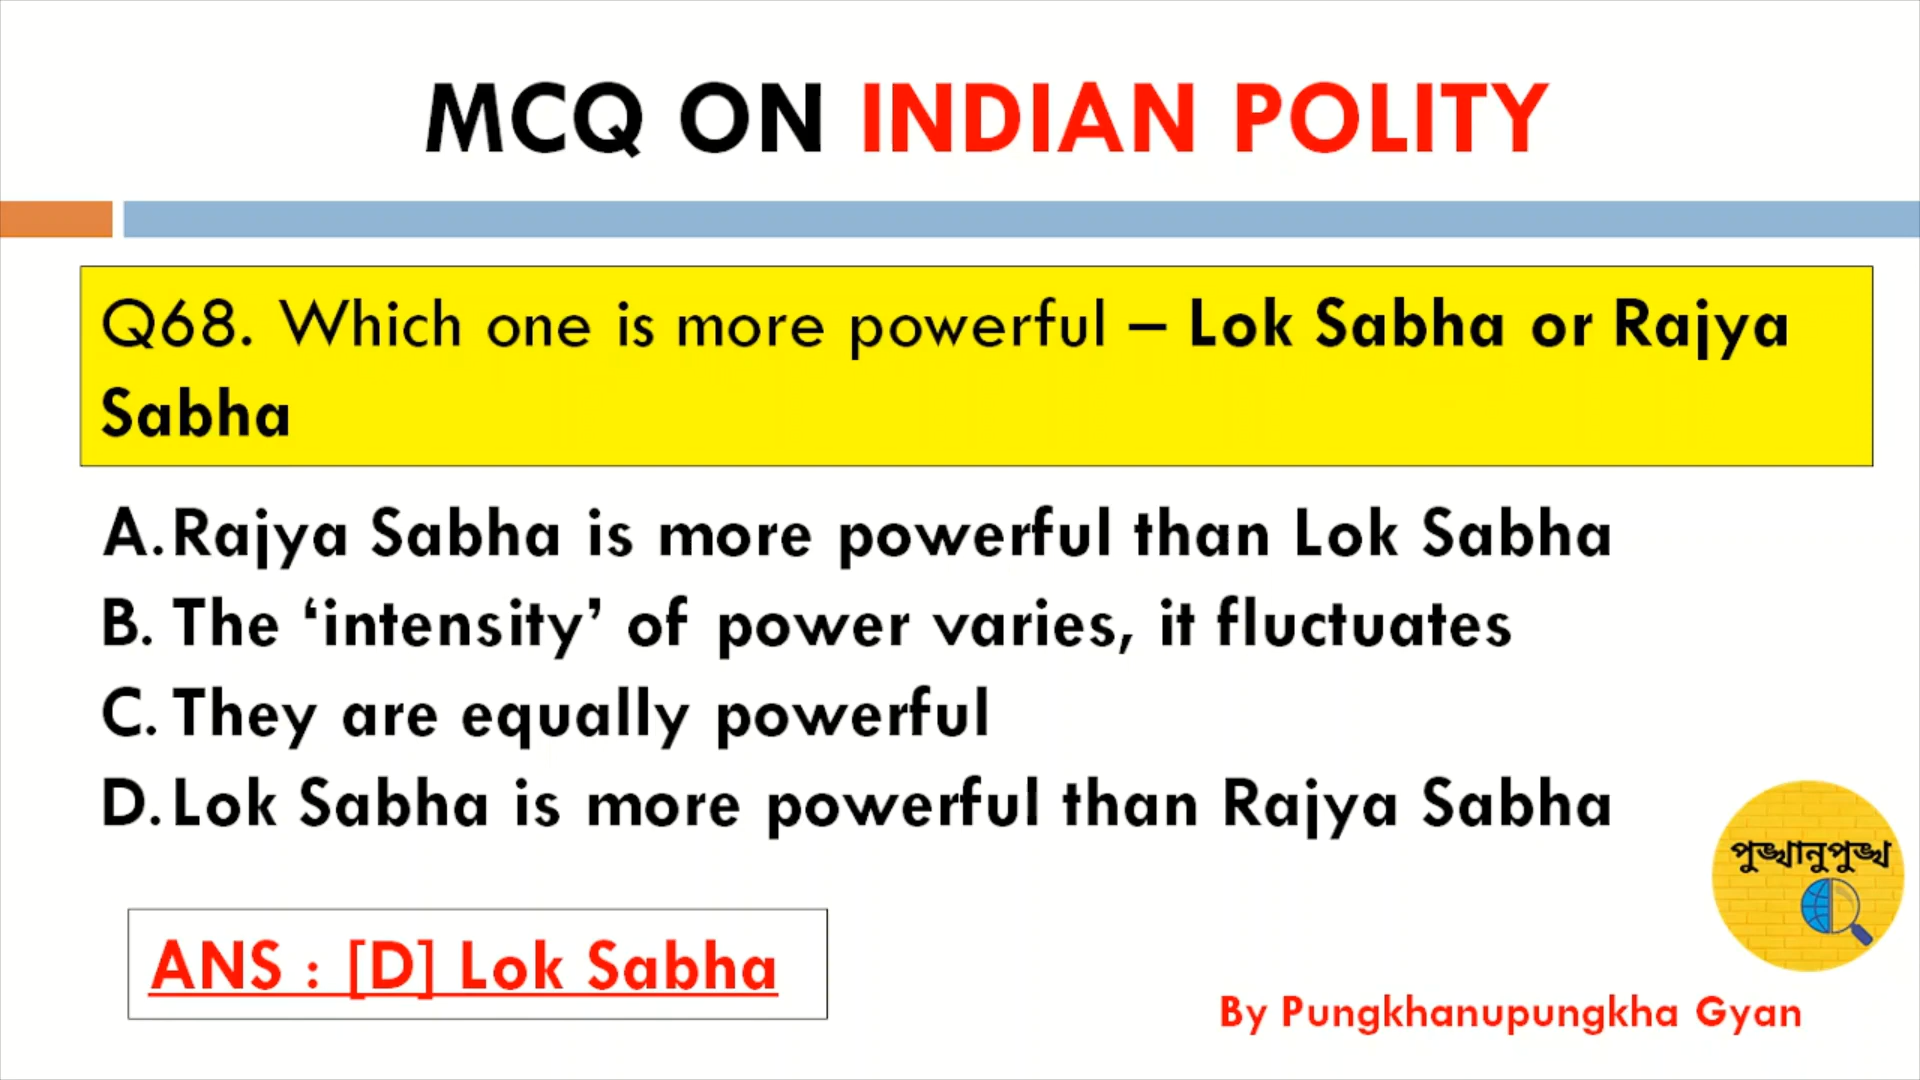 MCQ ON INDIAN POLITY
Q68. Which one is more powerful – Lok Sabha or Rajya
Sabha
A. Rajya Sabha is more powerful than Lok Sabha
B. The ‘intensity’ of power varies, it fluctuates
C. They are equally powerful
D. Lok Sabha is more powerful than Rajya Sabha
পুঙ্খানুপুঙ্খ
ANS : [D] Lok Sabha
By Pungkhanupungkha Gyan